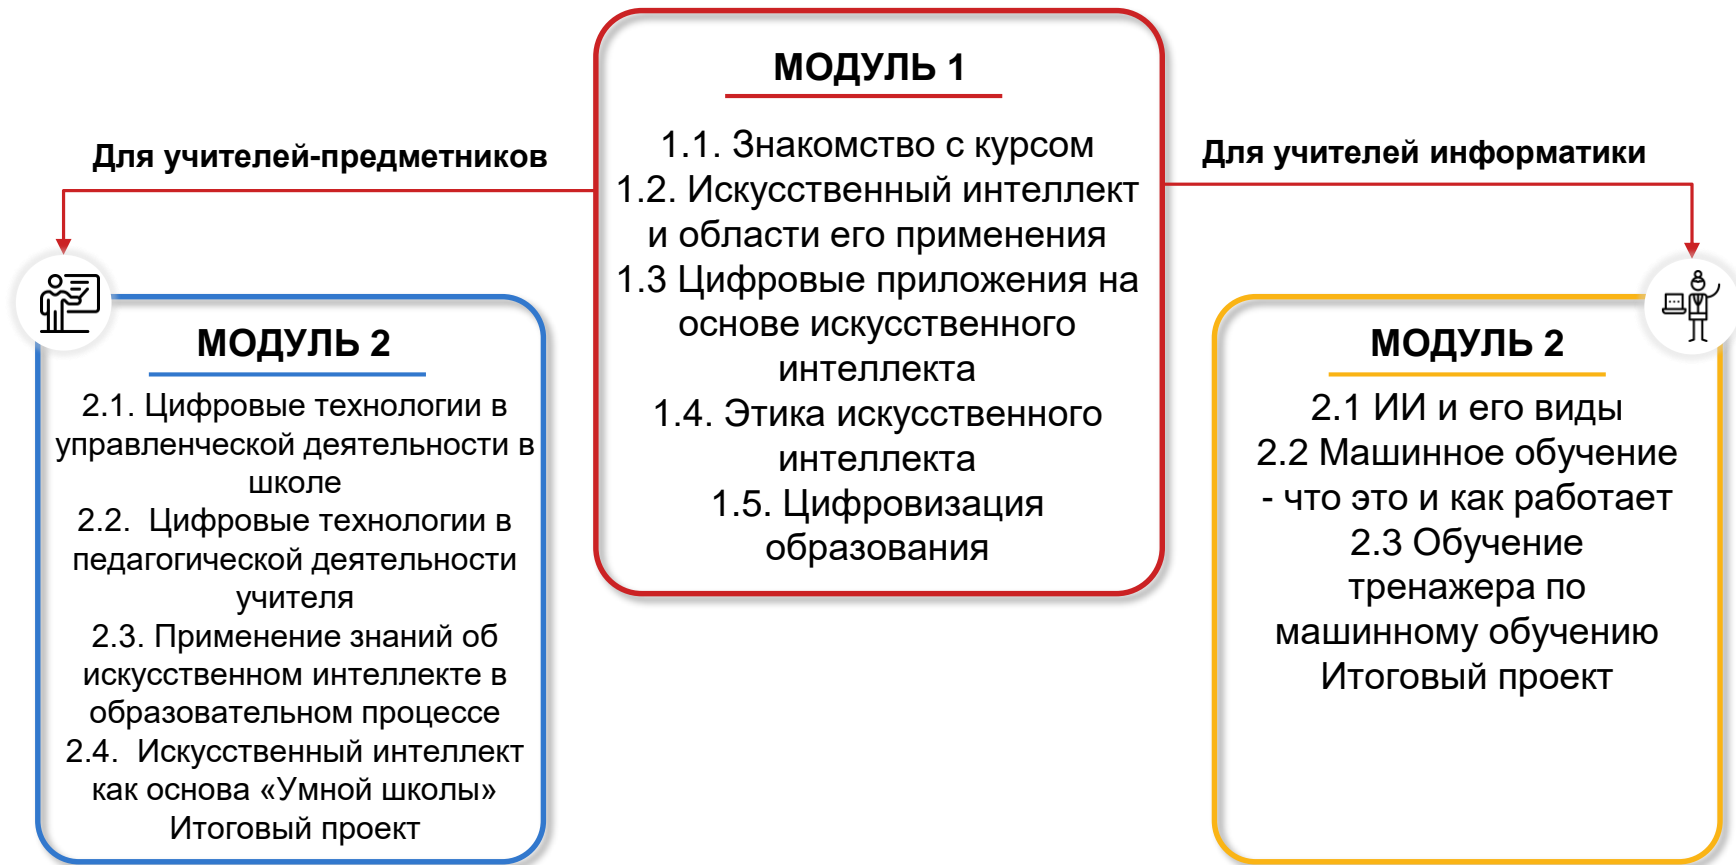 МОДУЛЬ 1
1.1. Знакомство с курсом
1.2. Искусственный интеллект
и области его применения
1.3 Цифровые приложения на
основе искусственного
интеллекта
1.4. Этика искусственного
интеллекта
1.5. Цифровизация
образования
Для учителей-предметников
МОДУЛЬ 2
2.1. Цифровые технологии в
управленческой деятельности в
школе
2.2. Цифровые технологии в
педагогической деятельности
учителя
2.3. Применение знаний об
искусственном интеллекте в
образовательном процессе
2.4. Искусственный интеллект
как основа «Умной школы»
Итоговый проект
Для учителей информатики
МОДУЛЬ 2
2.1 ИИ и его виды
2.2 Машинное обучение
- что это и как работает
2.3 Обучение
тренажера по
машинному обучению
Итоговый проект